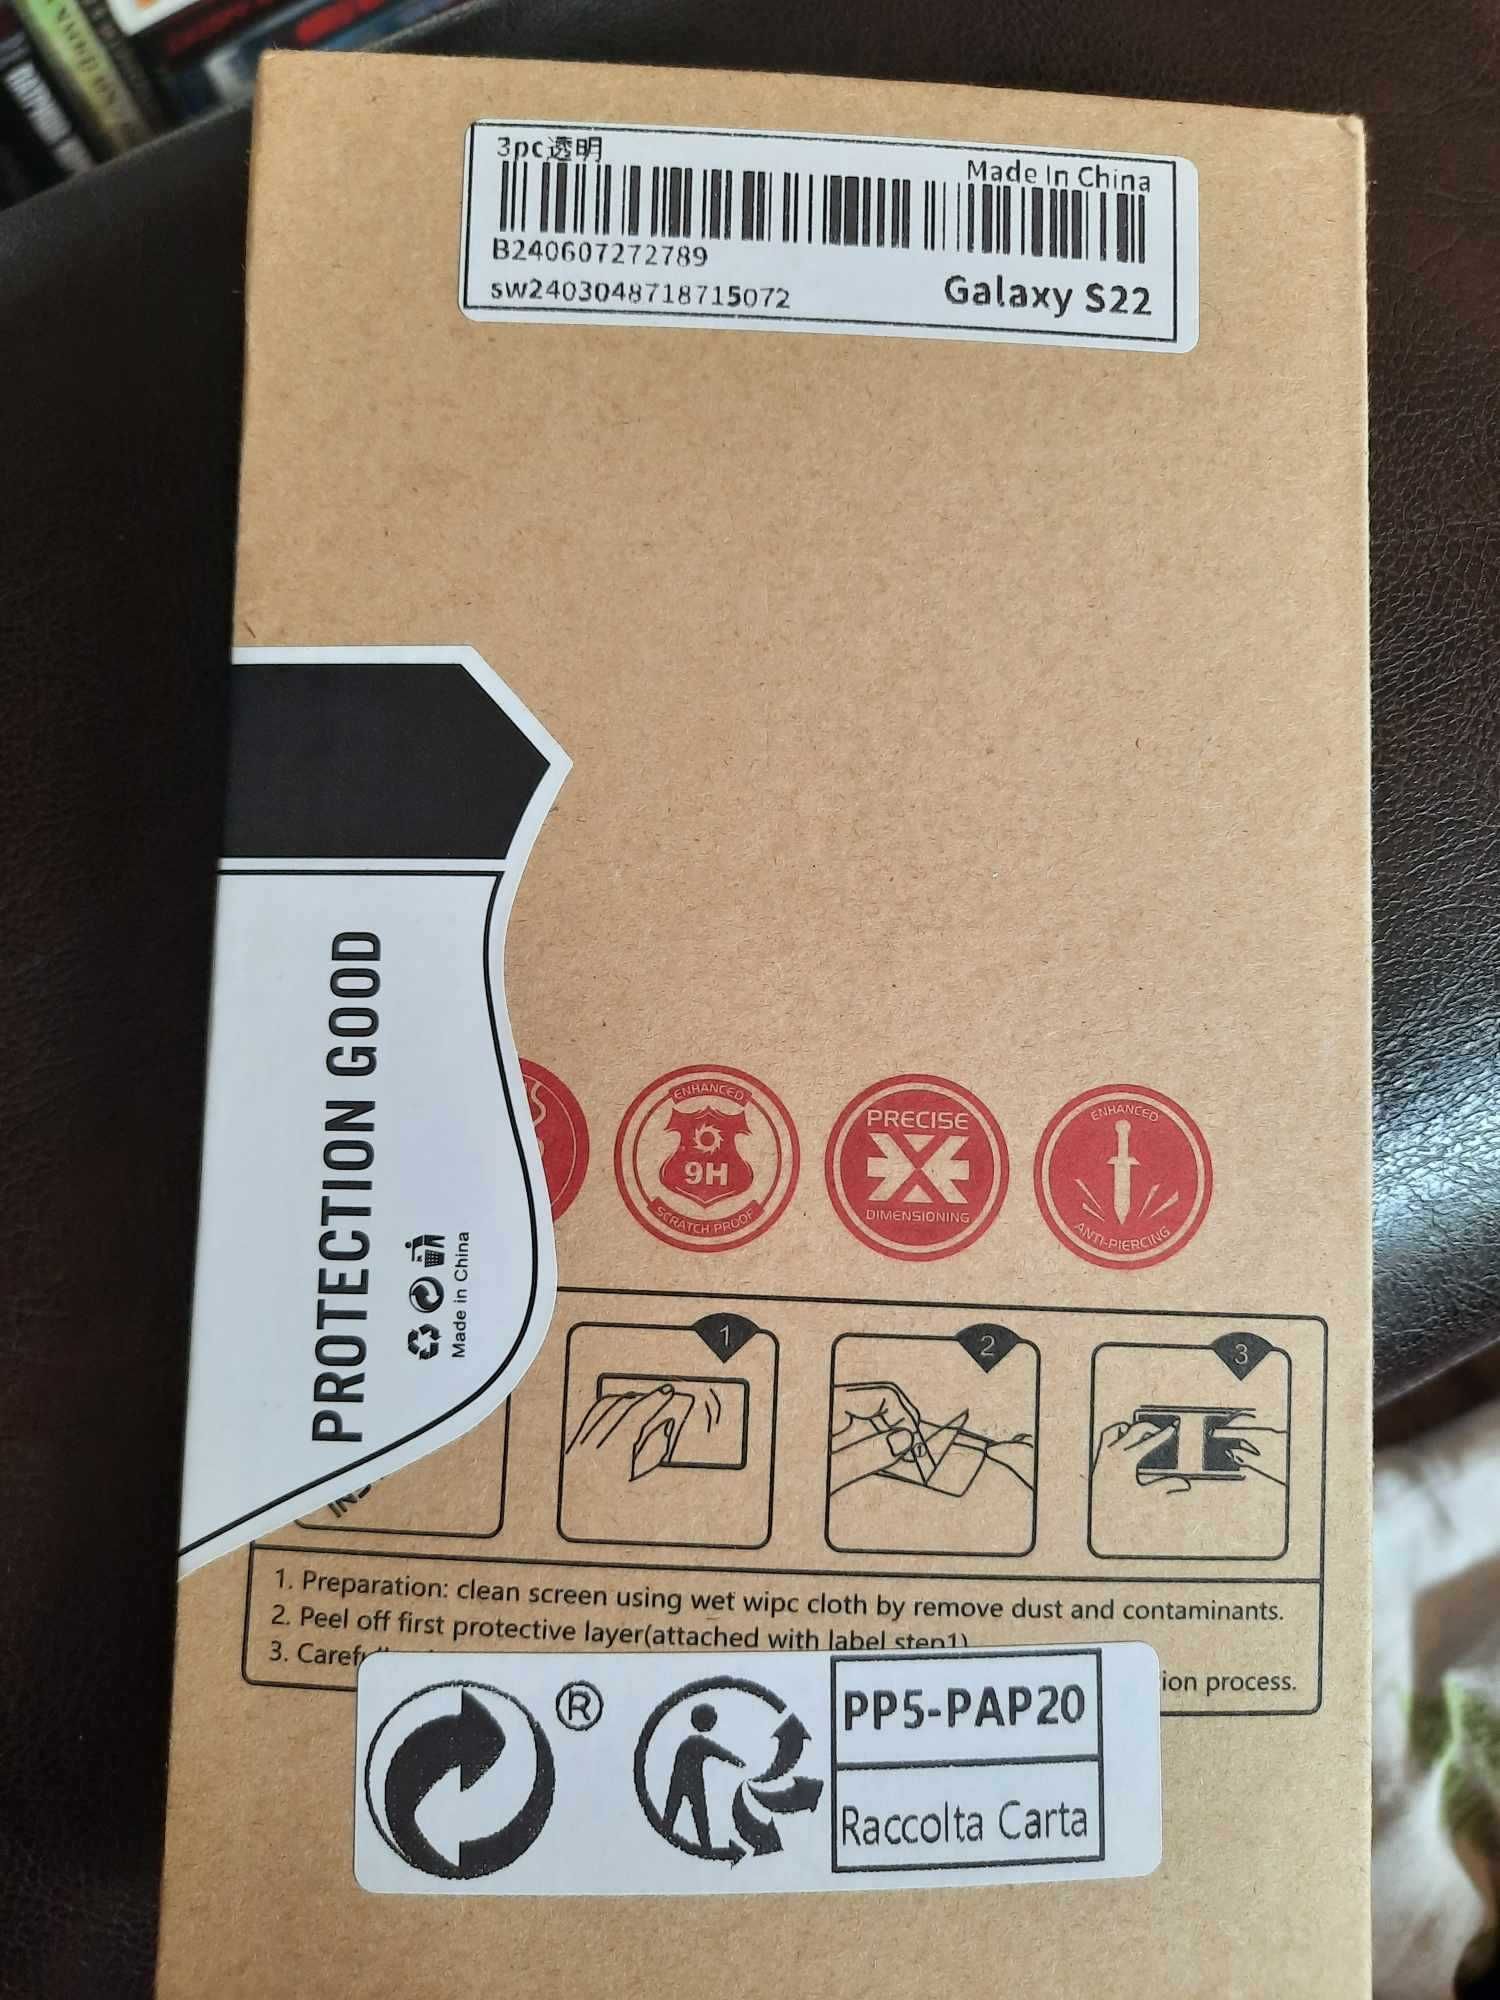 3pc透明
Made In China
B240607272789
sw2403048718715072
Galaxy S22
PROTECTION GOOD
Made in China
ENHANCED
9H
SCRATCH PROOF
PRECISE
DIMENSIONING
ENHANCED
ANTI-PIERCING
1
2
3
1. Preparation: clean screen using wet wipc cloth by remove dust and contaminants.
2. Peel off first protective layer(attached with label step1)
3. Caref
ion process.
®
PP5-PAP20
Raccolta Carta